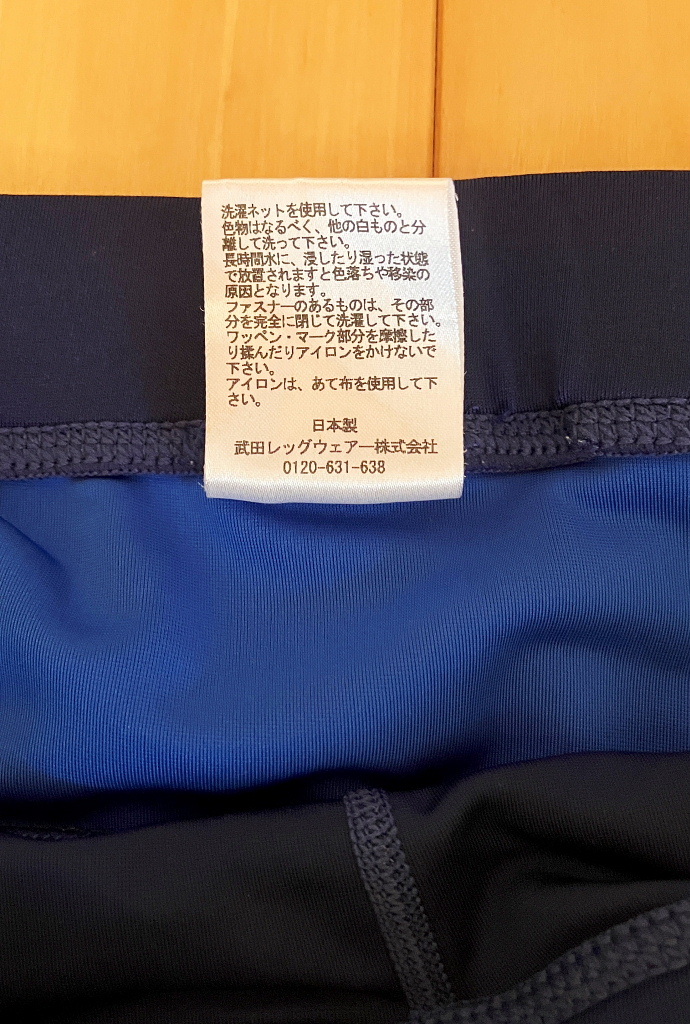 洗濯ネットを使用して下さい。
色物はなるべく、他の白ものと分
離して洗って下さい。
長時間水に、浸したり湿った状態
で放置されますと色落ちや移染の
原因となります。
ファスナーのあるものは、その部
分を完全に閉じて洗濯して下さい。
ワッペン・マーク部分を摩擦した
り揉んだりアイロンをかけないで
下さい。
アイロンは、あて布を使用して下
さい。
日本製
武田レッグウェアー株式会社
0120-631-638